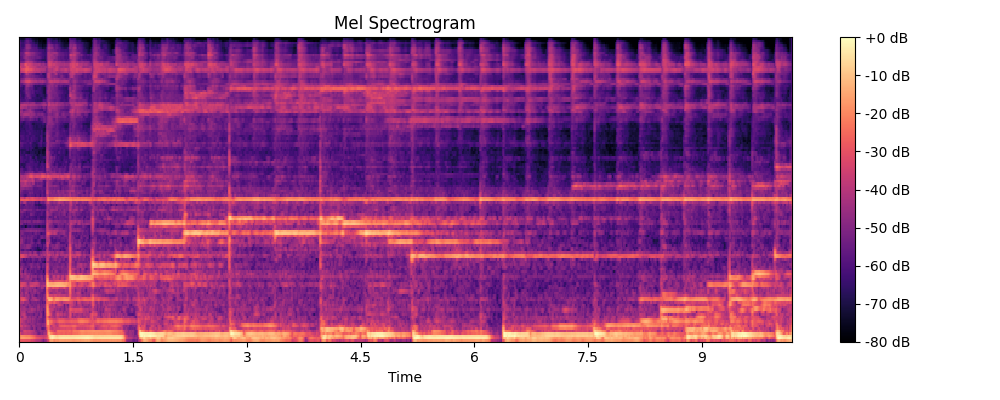 Mel Spectrogram
+0 dB
-10 dB
-20 dB
-30 dB
-40 dB
-50 dB
-60 dB
-70 dB
-80 dB
0 1.5 3 4.5 6 7.5 9
Time